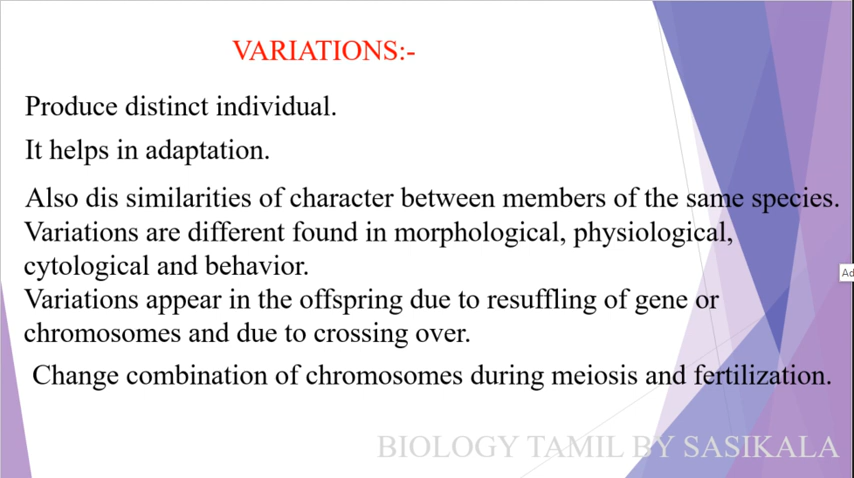 VARIATIONS:-
Produce distinct individual.
It helps in adaptation.
Also dis similarities of character between members of the same species.
Variations are different found in morphological, physiological,
cytological and behavior.
Variations appear in the offspring due to resuffling of gene or
chromosomes and due to crossing over.
Change combination of chromosomes during meiosis and fertilization.
Ad
BIOLOGY TAMIL BY SASIKALA